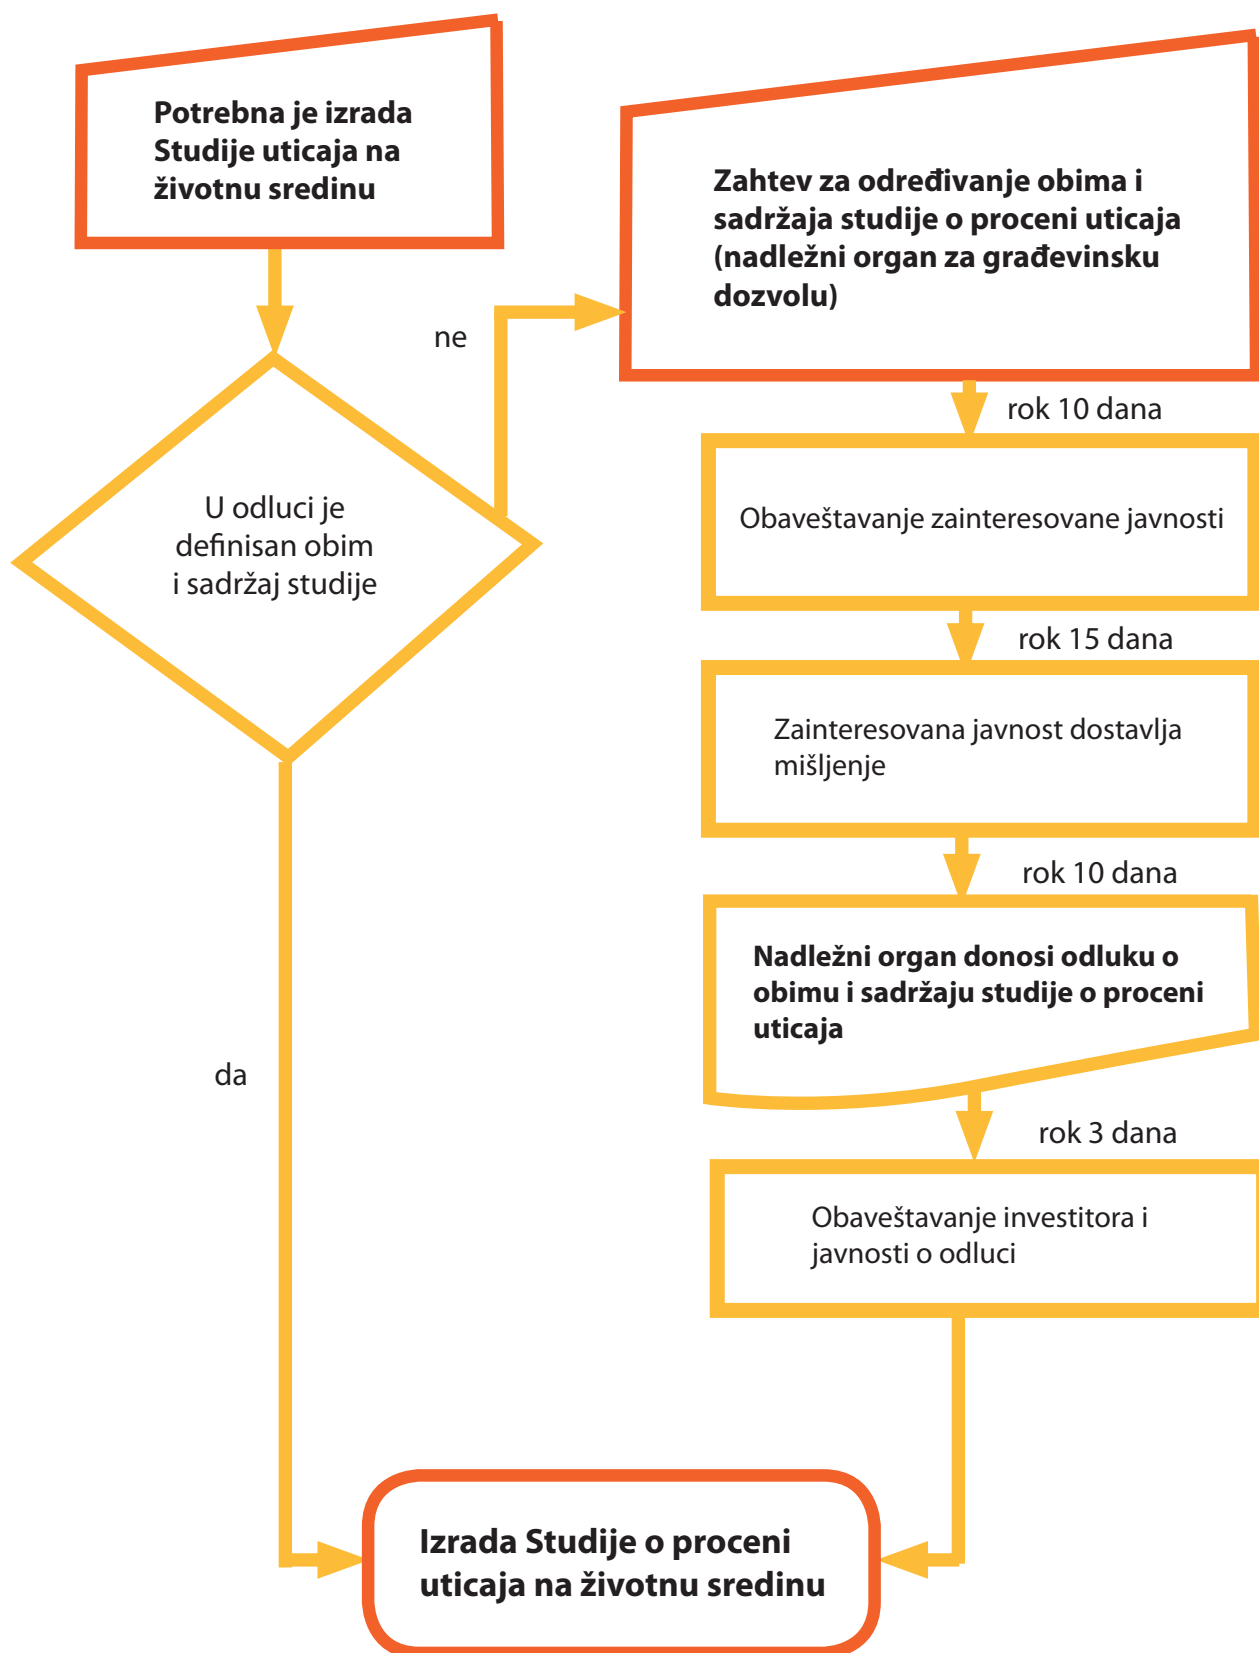 Potrebna je izrada
Studije uticaja na
životnu sredinu
Zahtev za određivanje obima i
sadržaja studije o proceni uticaja
(nadležni organ za građevinsku
dozvolu)
ne
rok 10 dana
U odluci je
definisan obim
i sadržaj studije
Obaveštavanje zainteresovane javnosti
rok 15 dana
Zainteresovana javnost dostavlja
mišljenje
rok 10 dana
Nadležni organ donosi odluku o
obimu i sadržaju studije o proceni
uticaja
da
rok 3 dana
Obaveštavanje investitora i
javnosti o odluci
Izrada Studije o proceni
uticaja na životnu sredinu